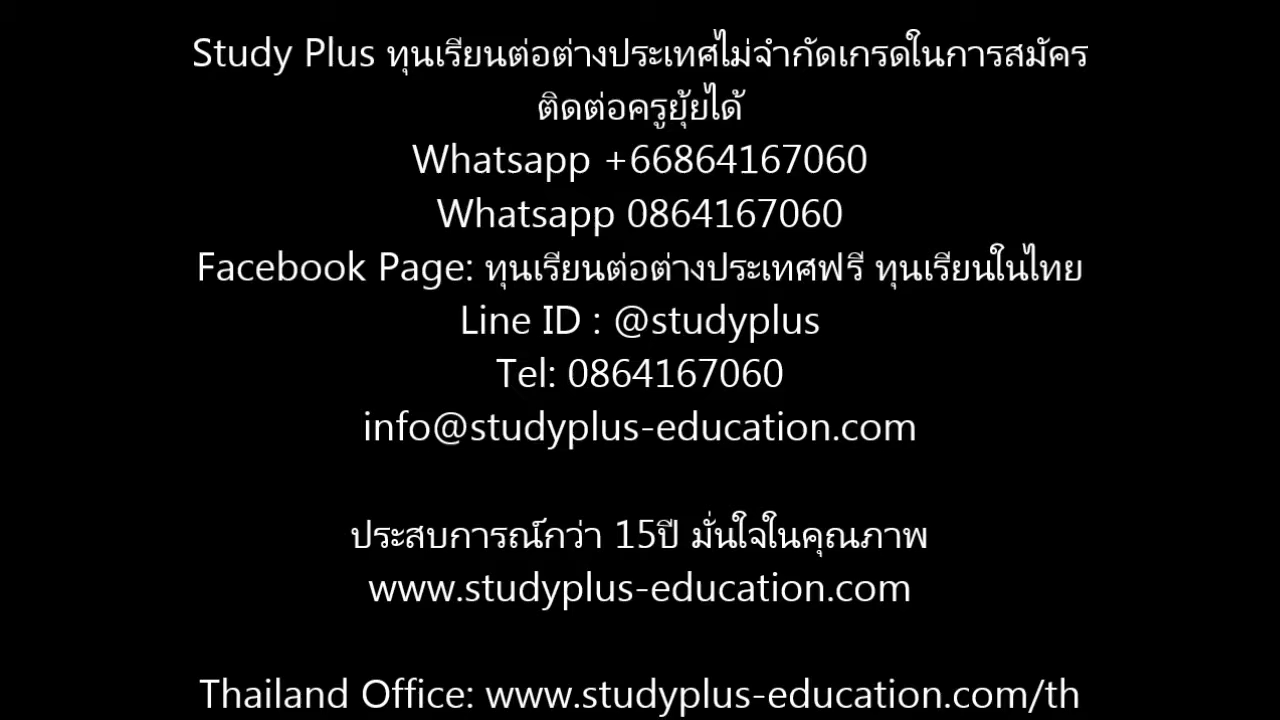 Study Plus ทุนเรียนต่อต่างประเทศไม่จำกัดเกรดในการสมัคร
ติดต่อครูยุ้ยได้
Whatsapp +66864167060
Whatsapp 0864167060
Facebook Page: ทุนเรียนต่อต่างประเทศฟรี ทุนเรียนในไทย
Line ID : @studyplus
Tel: 0864167060
info@studyplus-education.com
ประสบการณ์กว่า 15ปี มั่นใจในคุณภาพ
www.studyplus-education.com
Thailand Office: www.studyplus-education.com/th